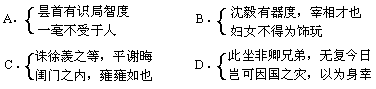 A. 昙首有识局智度
一毫不受于人
B. 沈毅有器度，宰相才也
妇女不得为饰玩
C. 诛徐羡之等，平谢晦
闺门之内，雍雍如也
D. 此坐非卿兄弟，无复今日
岂可因国之灾，以为身幸